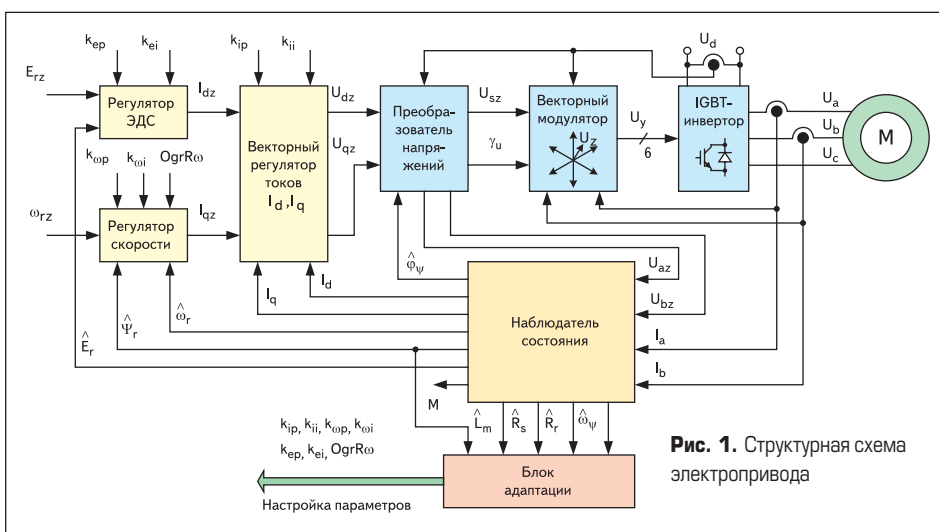 k_ep
k_ei
k_ip
k_ii
U_d
E_rz
Регулятор
ЭДС
I_dz
U_dz
Преобра-
зователь
напря-
жений
U_sz
Векторный
модулятор
U_z
U_y
6
IGBT-
инвертор
U_a
U_b
U_c
M
k_ωp
k_ωi
OgrRω
Векторный
регулятор
токов
I_d, I_q
U_qz
γ_u
ω_rz
Регулятор
скорости
I_qz
φ̂_ψ
U_az
I_d
I_q
U_bz
Наблюдатель
состояния
ω̂_r
Ψ̂_r
Ê_r
I_a
I_b
M
L̂_m
R̂_s
R̂_r
ω̂_ψ
k_ip, k_ii, k_ωp, k_ωi
k_ep, k_ei, OgrRω
Настройка параметров
Блок
адаптации
Рис. 1. Структурная схема
электропривода